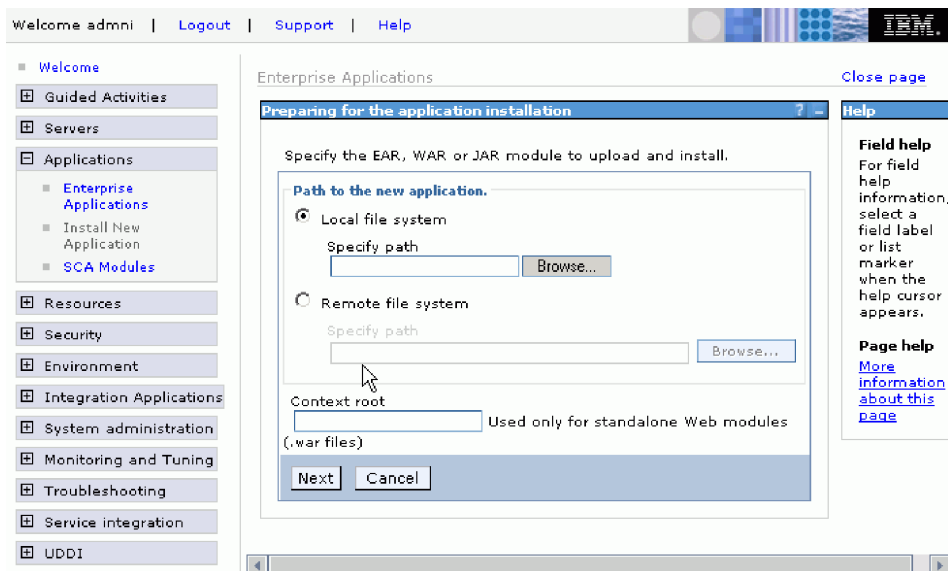 Welcome admni | Logout | Support | Help
IBM.
Welcome
Guided Activities
Servers
Applications
Enterprise
Applications
Install New
Application
SCA Modules
Resources
Security
Environment
Integration Applications
System administration
Monitoring and Tuning
Troubleshooting
Service integration
UDDI
Enterprise Applications
Close page
Preparing for the application installation ? –
Specify the EAR, WAR or JAR module to upload and install.
Path to the new application.
Local file system
Specify path
Browse...
Remote file system
Specify path
Browse...
Context root
Used only for standalone Web modules
(.war files)
Next Cancel
Help
Field help
For field
help
information,
select a
field label
or list
marker
when the
help cursor
appears.
Page help
More
information
about this
page